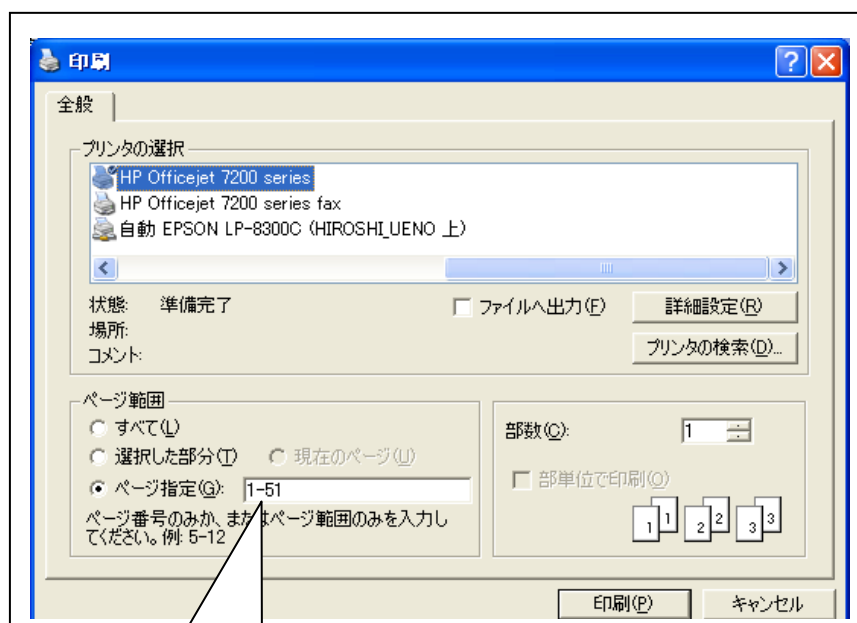 印刷
全般
プリンタの選択
HP Officejet 7200 series
HP Officejet 7200 series fax
自動 EPSON LP-8300C (HIROSHI_UENO 上)
状態: 準備完了
ファイルへ出力(F)
詳細設定(R)
場所:
コメント:
プリンタの検索(D)...
ページ範囲
すべて(L)
選択した部分(T)
現在のページ(U)
ページ指定(G): 1-51
ページ番号のみか、またはページ範囲のみを入力し
てください。例: 5-12
部数(C): 1
部単位で印刷(O)
1 1 2 2 3 3
印刷(P)
キャンセル